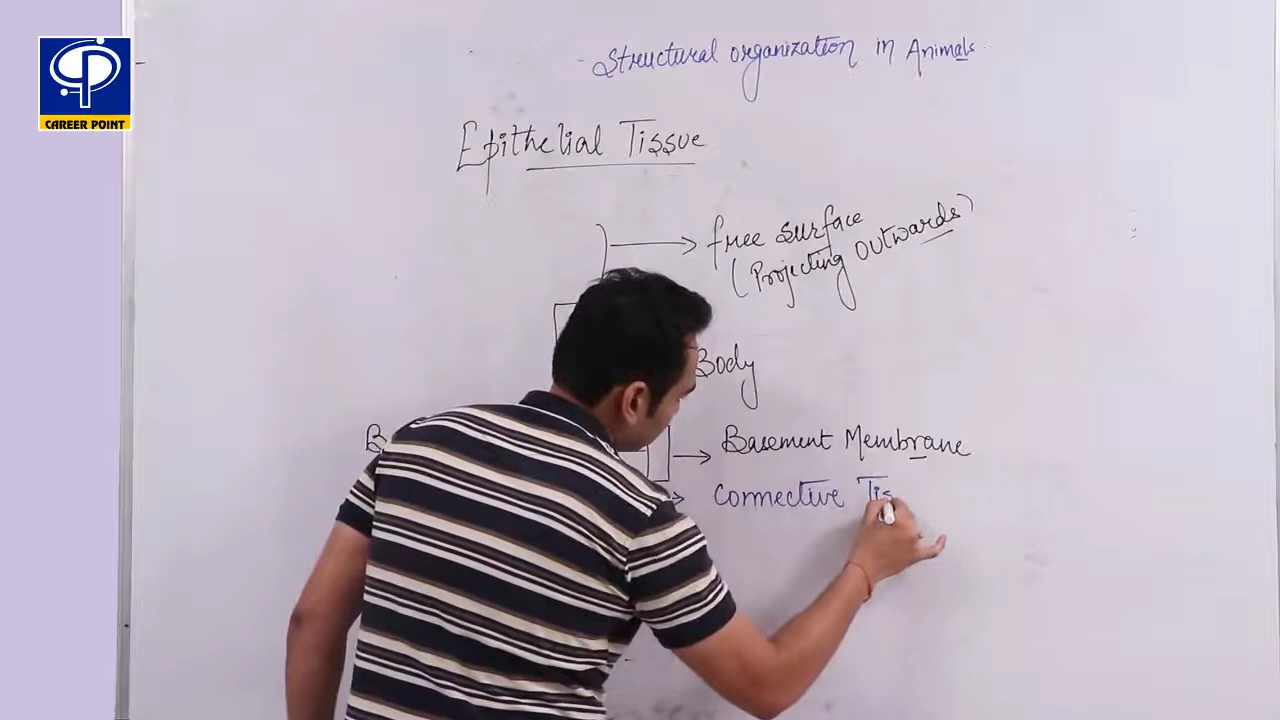 CAREER POINT
Structural organization in Animals
Epithelial Tissue
free surface
(Projecting Outwards)
Body
Basement Membrane
Connective Tis